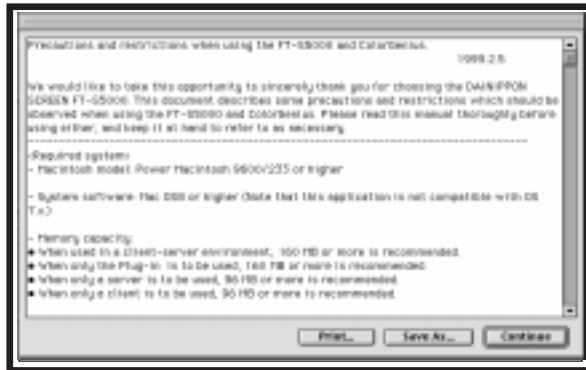 Precautions and restrictions when using the FT-S5000 and ColorGenius.
1999.2.5
We would like to take this opportunity to sincerely thank you for choosing the DAINIPPON
SCREEN FT-S5000. This document describes some precautions and restrictions which should be
observed when using the FT-S5000 and ColorGenius. Please read this manual thoroughly before
using either, and keep it at hand to refer to as necessary.
--------------------------------------------------------------------------------
<Required system>
- Macintosh model: Power Macintosh 9600/233 or higher
- System software: Mac OS8 or higher (Note that this application is not compatible with OS
7.x.)
- Memory capacity:
● When used in a client-server environment, 160 MB or more is recommended.
● When only the Plug-in is to be used, 160 MB or more is recommended.
● When only a server is to be used, 96 MB or more is recommended.
● When only a client is to be used, 96 MB or more is recommended.
Print... Save As... Continue